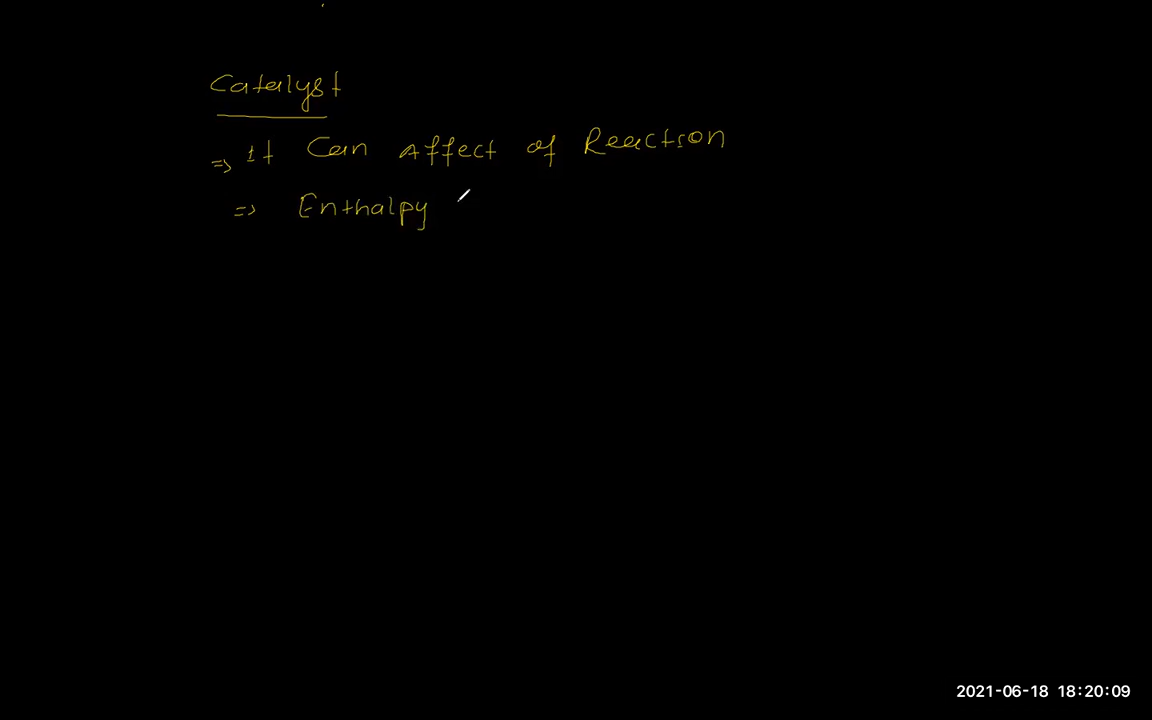 Catalyst
⇒ It Can Affect of Reaction
⇒ Enthalpy
2021-06-18 18:20:09